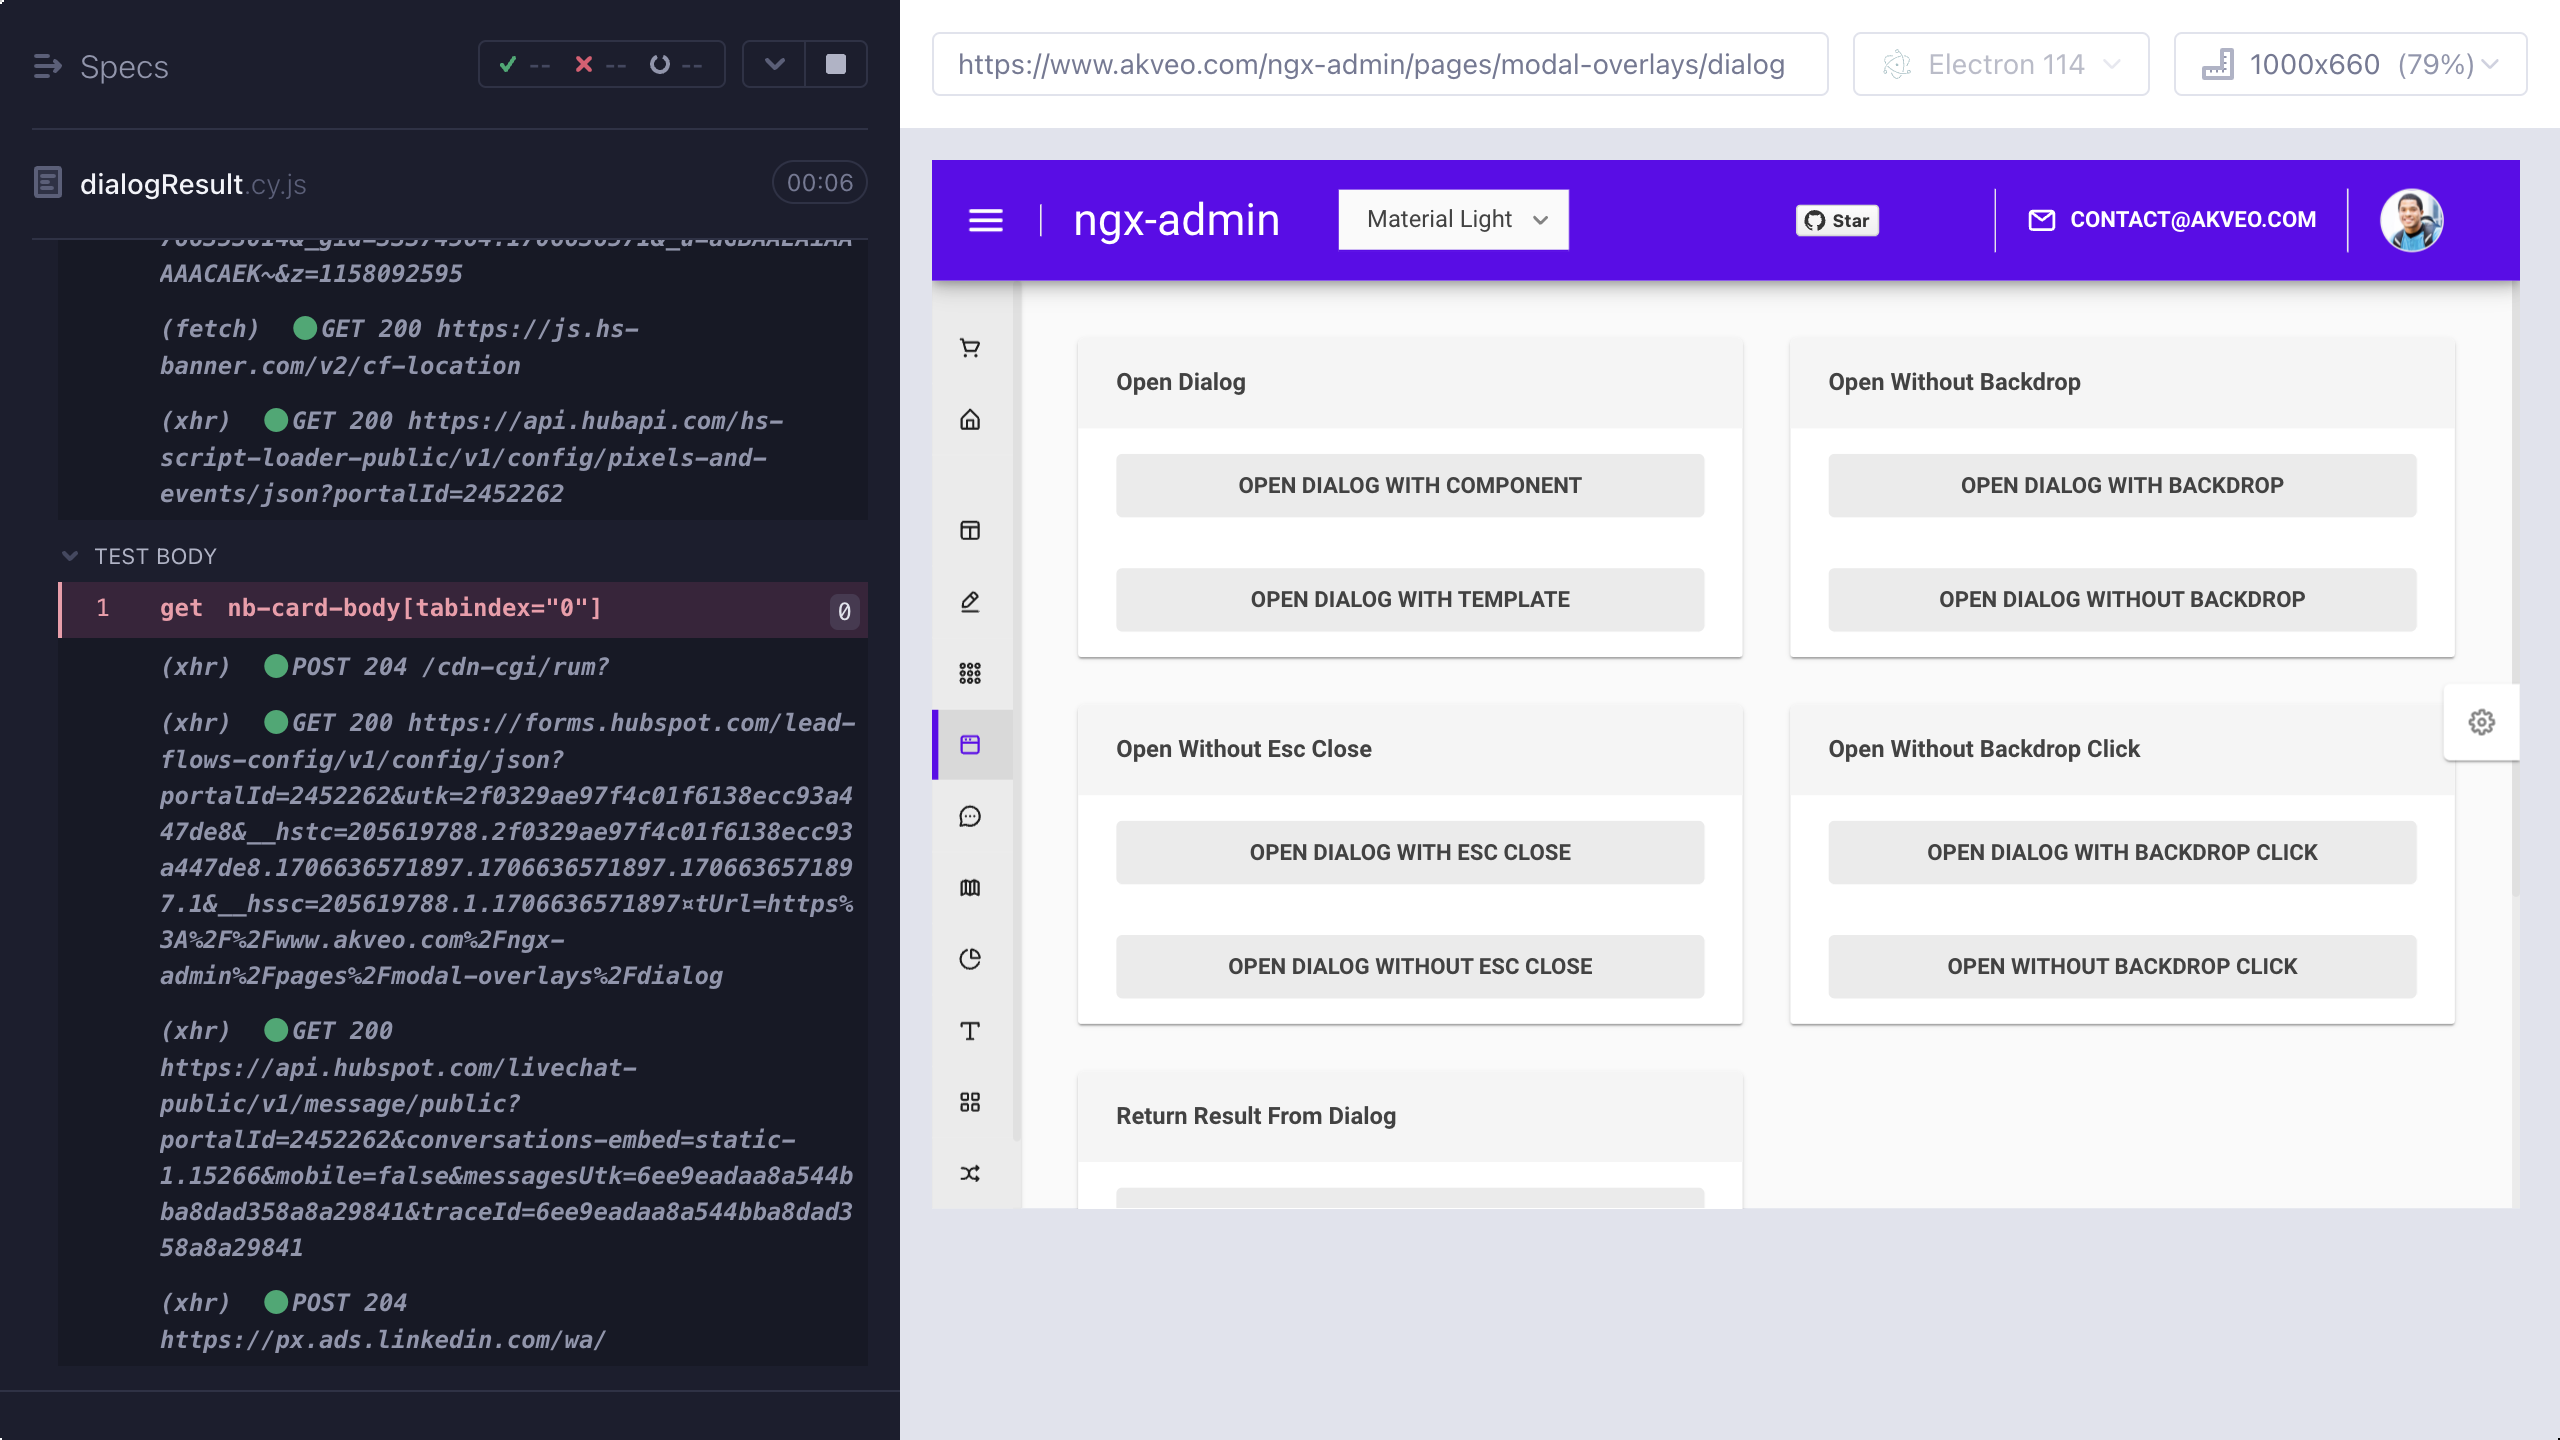 Specs
-- -- --
dialogResult.cy.js
00:06
AAACAEK~&z=1158092595
(fetch) GET 200 https://js.hs-
banner.com/v2/cf-location
(xhr) GET 200 https://api.hubapi.com/hs-
script-loader-public/v1/config/pixels-and-
events/json?portalId=2452262
TEST BODY
1 get nb-card-body[tabindex="0"] 0
(xhr) POST 204 /cdn-cgi/rum?
(xhr) GET 200 https://forms.hubspot.com/lead-
flows-config/v1/config/json?
portalId=2452262&utk=2f0329ae97f4c01f6138ecc93a4
47de8&__hstc=205619788.2f0329ae97f4c01f6138ecc93
a447de8.1706636571897.1706636571897.170663657189
7.1&__hssc=205619788.1.1706636571897¤tUrl=https%
3A%2F%2Fwww.akveo.com%2Fngx-
admin%2Fpages%2Fmodal-overlays%2Fdialog
(xhr) GET 200
https://api.hubspot.com/livechat-
public/v1/message/public?
portalId=2452262&conversations-embed=static-
1.15266&mobile=false&messagesUtk=6ee9eadaa8a544b
ba8dad358a8a29841&traceId=6ee9eadaa8a544bba8dad3
58a8a29841
(xhr) POST 204
https://px.ads.linkedin.com/wa/
https://www.akveo.com/ngx-admin/pages/modal-overlays/dialog
Electron 114
1000x660 (79%)
ngx-admin
Material Light
Star
CONTACT@AKVEO.COM
Open Dialog
OPEN DIALOG WITH COMPONENT
OPEN DIALOG WITH TEMPLATE
Open Without Backdrop
OPEN DIALOG WITH BACKDROP
OPEN DIALOG WITHOUT BACKDROP
Open Without Esc Close
OPEN DIALOG WITH ESC CLOSE
OPEN DIALOG WITHOUT ESC CLOSE
Open Without Backdrop Click
OPEN DIALOG WITH BACKDROP CLICK
OPEN WITHOUT BACKDROP CLICK
Return Result From Dialog